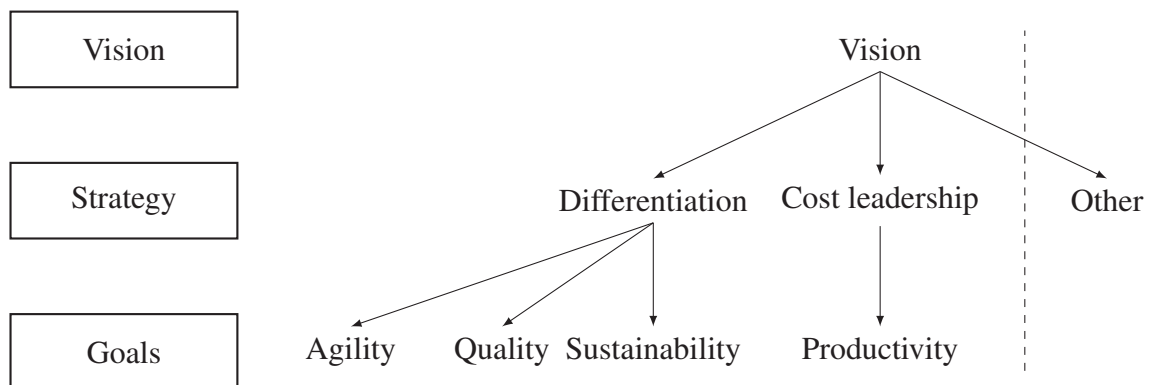 Vision
Vision
Strategy
Differentiation
Cost leadership
Other
Goals
Agility
Quality
Sustainability
Productivity